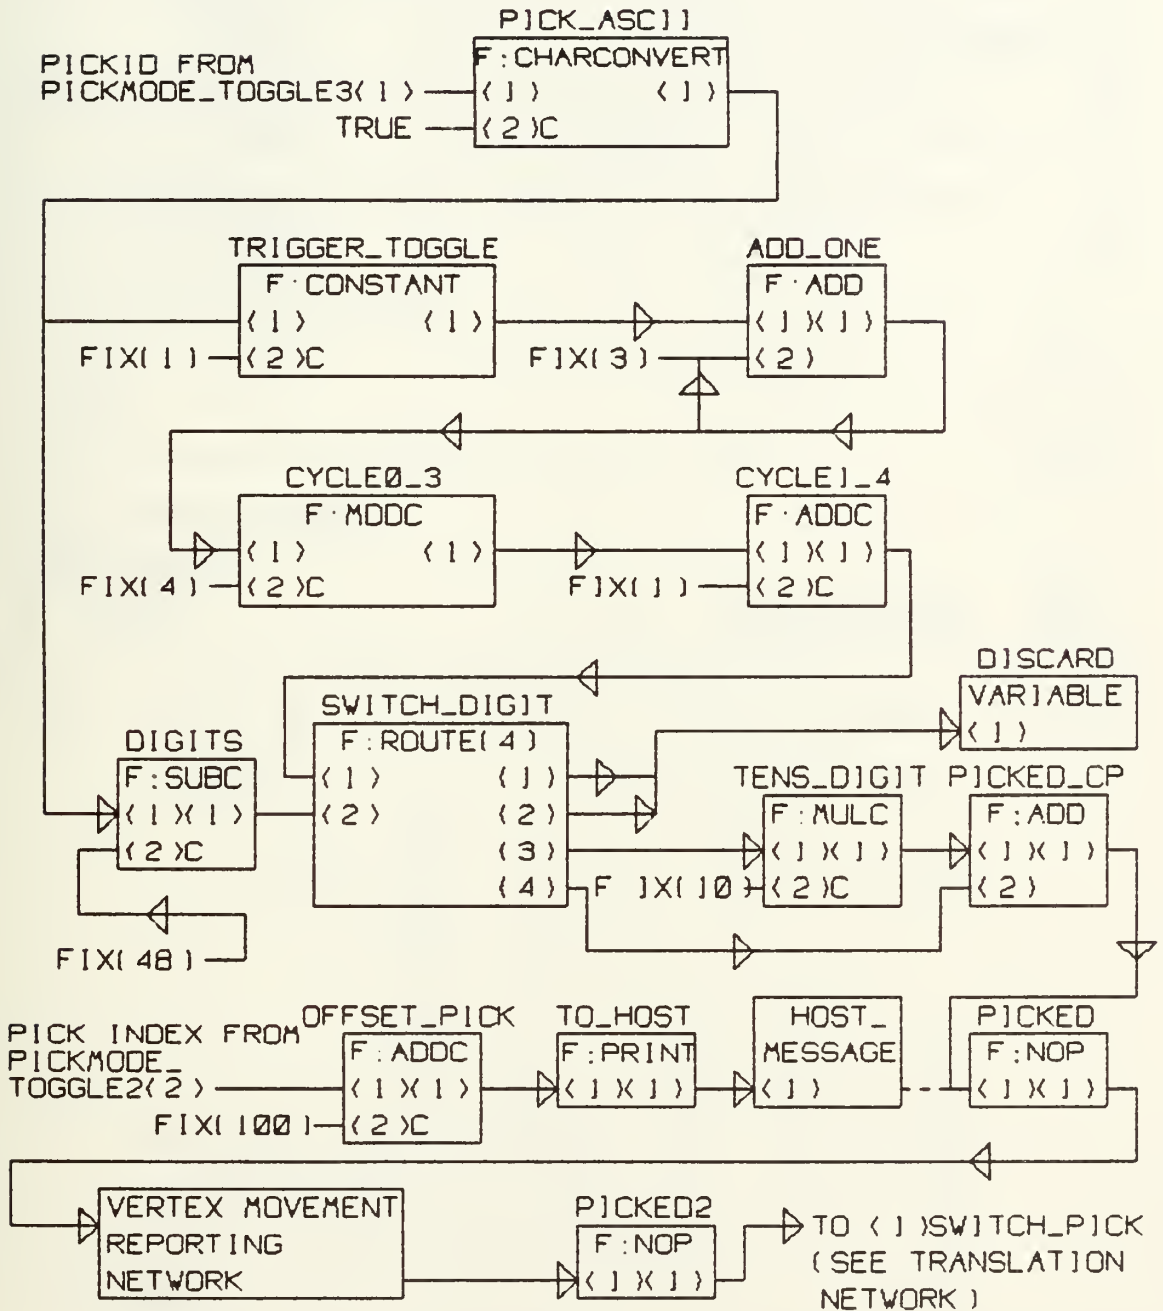 PICK_ASCII
F:CHARCONVERT
PICKID FROM
PICKMODE_TOGGLE3<1> <1> <1>
TRUE <2>C
TRIGGER_TOGGLE ADD_ONE
F:CONSTANT F:ADD
<1> <1> <1><1>
FIX(1) <2>C FIX(3) <2>
CYCLE0_3 CYCLE1_4
F:MODC F:ADDC
<1> <1> <1><1>
FIX(4) <2>C FIX(1) <2>C
DISCARD
VARIABLE
<1>
SWITCH_DIGIT
F:ROUTE(4)
DIGITS
F:SUBC <1> <1> TENS_DIGIT PICKED_CP
<1><1> <2> <2> F:MULC F:ADD
<2>C <3> <1><1> <1><1>
<4> FIX(10) <2>C <2>
FIX(48)
OFFSET_PICK TO_HOST HOST_ PICKED
PICK INDEX FROM F:ADDC F:PRINT MESSAGE F:NOP
PICKMODE_
TOGGLE2<2> <1><1> <1><1> <1> <1><1>
FIX(100) <2>C
VERTEX MOVEMENT PICKED2
REPORTING F:NOP TO <1>SWITCH_PICK
NETWORK <1><1> (SEE TRANSLATION
NETWORK)